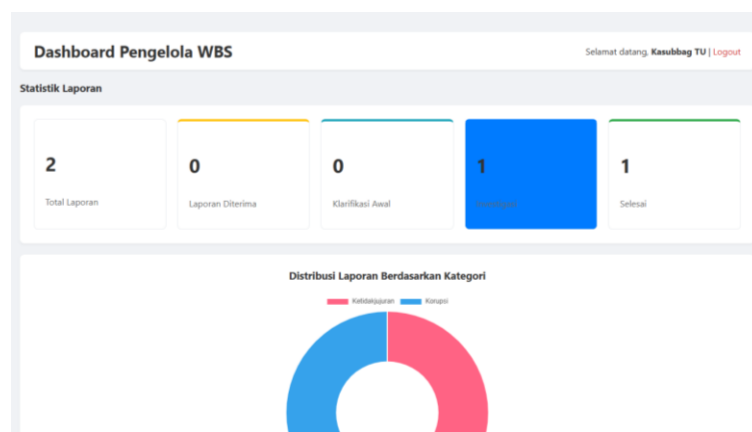 Dashboard Pengelola WBS
Selamat datang, Kasubbag TU | Logout
Statistik Laporan
2
Total Laporan
0
Laporan Diterima
0
Klarifikasi Awal
1
1
Selesai
Distribusi Laporan Berdasarkan Kategori
Ketidakjujuran Korupsi